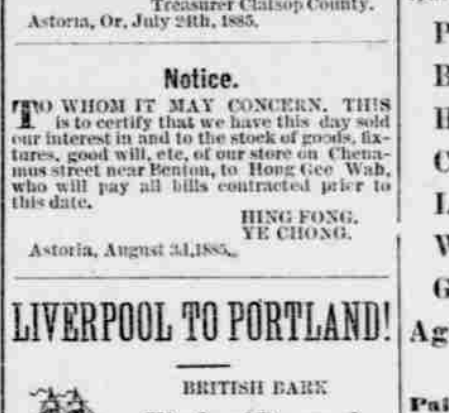 Treasurer Clatsop County.
Astoria, Or. July 24th, 1885.
Notice.
TO WHOM IT MAY CONCERN. THIS
is to certify that we have this day sold
our interest in and to the stock of goods, fix-
tures, good will, etc, of our store on Chena-
mus street near Benton, to Hong Gee Wah,
who will pay all bills contracted prior to
this date.
HING FONG.
YE CHONG.
Astoria, August 3d, 1885.
LIVERPOOL TO PORTLAND!
BRITISH BARK
P
B
H
C
L
V
G
Ag
Pai